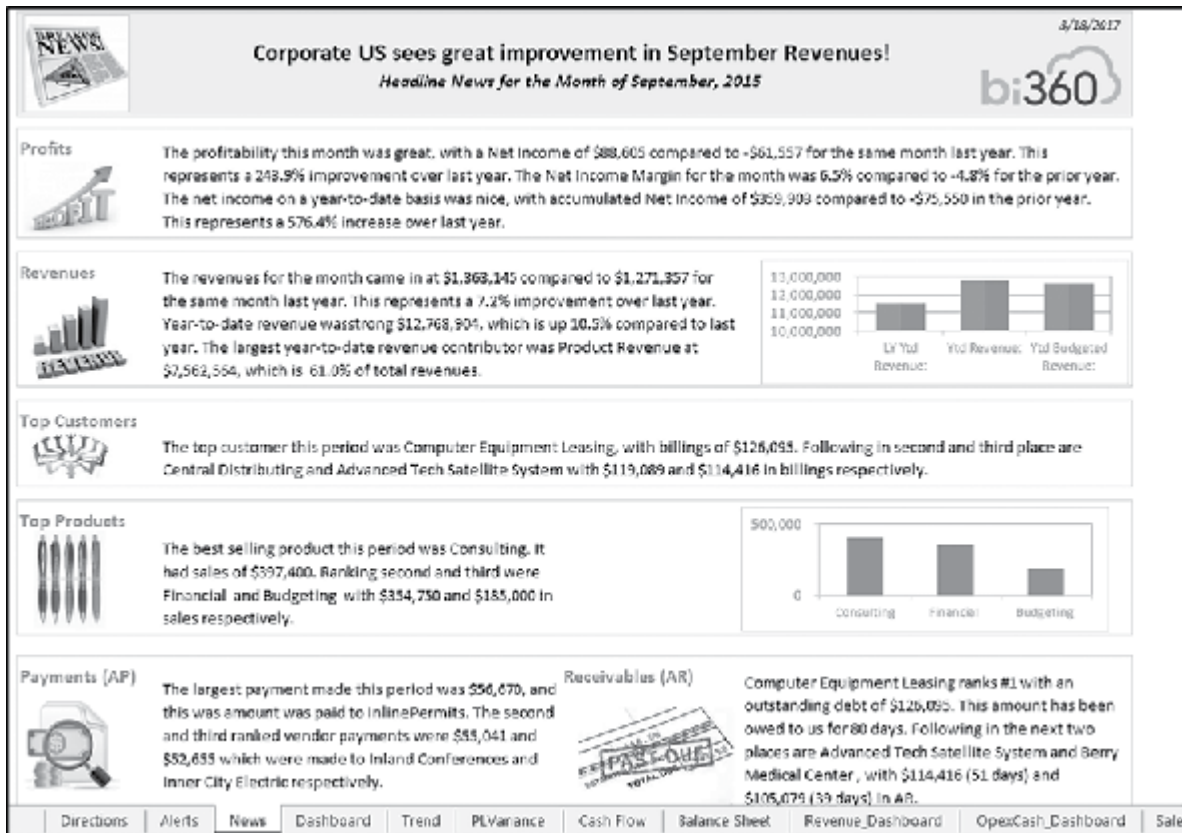 BREAKING
NEWS!
8/18/2017
Corporate US sees great improvement in September Revenues!
Headline News for the Month of September, 2015
bi360
Profits
The profitability this month was great, with a Net Income of $88,605 compared to -$61,557 for the same month last year. This
represents a 243.9% improvement over last year. The Net Income Margin for the month was 6.5% compared to -4.8% for the prior year.
The net income on a year-to-date basis was nice, with accumulated Net Income of $359,903 compared to -$75,550 in the prior year.
This represents a 576.4% increase over last year.
PROFIT
Revenues
The revenues for the month came in at $1,363,145 compared to $1,271,357 for
the same month last year. This represents a 7.2% improvement over last year.
Year-to-date revenue wasstrong $12,768,904, which is up 10.5% compared to last
year. The largest year-to-date revenue contributor was Product Revenue at
$7,562,564, which is 61.0% of total revenues.
REVENUE
13,000,000
12,000,000
11,000,000
10,000,000
LY Ytd Revenue:
Ytd Revenue:
Ytd Budgeted Revenue:
Top Customers
The top customer this period was Computer Equipment Leasing, with billings of $126,095. Following in second and third place are
Central Distributing and Advanced Tech Satellite System with $119,089 and $114,416 in billings respectively.
Top Products
The best selling product this period was Consulting. It
had sales of $397,400. Ranking second and third were
Financial and Budgeting with $354,750 and $185,000 in
sales respectively.
500,000
0
Consulting Financial Budgeting
Payments (AP)
The largest payment made this period was $56,670, and
this was amount was paid to InlinePermits. The second
and third ranked vendor payments were $55,041 and
$52,655 which were made to Inland Conferences and
Inner City Electric respectively.
Receivables (AR)
PAST DUE
Computer Equipment Leasing ranks #1 with an
outstanding debt of $126,095. This amount has been
owed to us for 80 days. Following in the next two
places are Advanced Tech Satellite System and Berry
Medical Center , with $114,416 (51 days) and
$105,079 (39 days) in AR.
Directions Alerts News Dashboard Trend PLVariance Cash Flow Balance Sheet Revenue_Dashboard OpexCash_Dashboard Sale